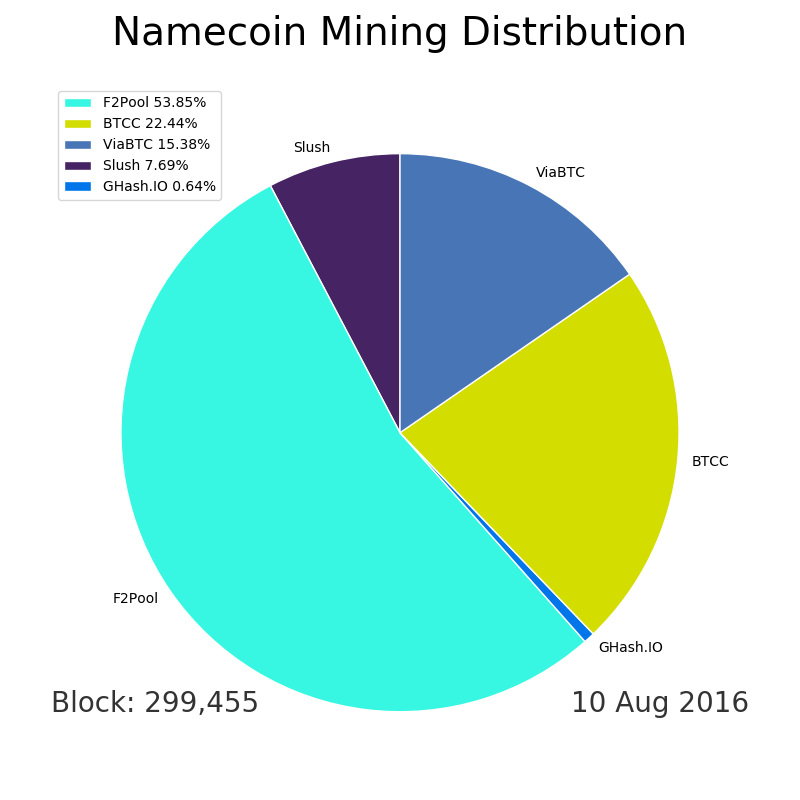 Namecoin Mining Distribution
F2Pool 53.85%
BTCC 22.44%
ViaBTC 15.38%
Slush 7.69%
GHash.IO 0.64%
Slush
ViaBTC
BTCC
F2Pool
GHash.IO
Block: 299,455
10 Aug 2016